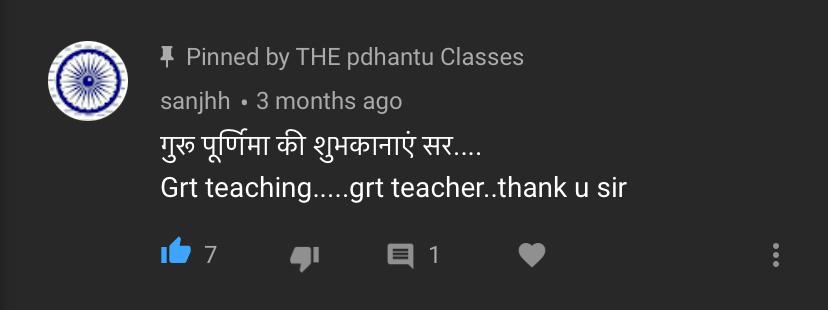 Pinned by THE pdhantu Classes
sanjhh • 3 months ago
गुरू पूर्णिमा की शुभकानाएं सर....
Grt teaching.....grt teacher..thank u sir
7 1